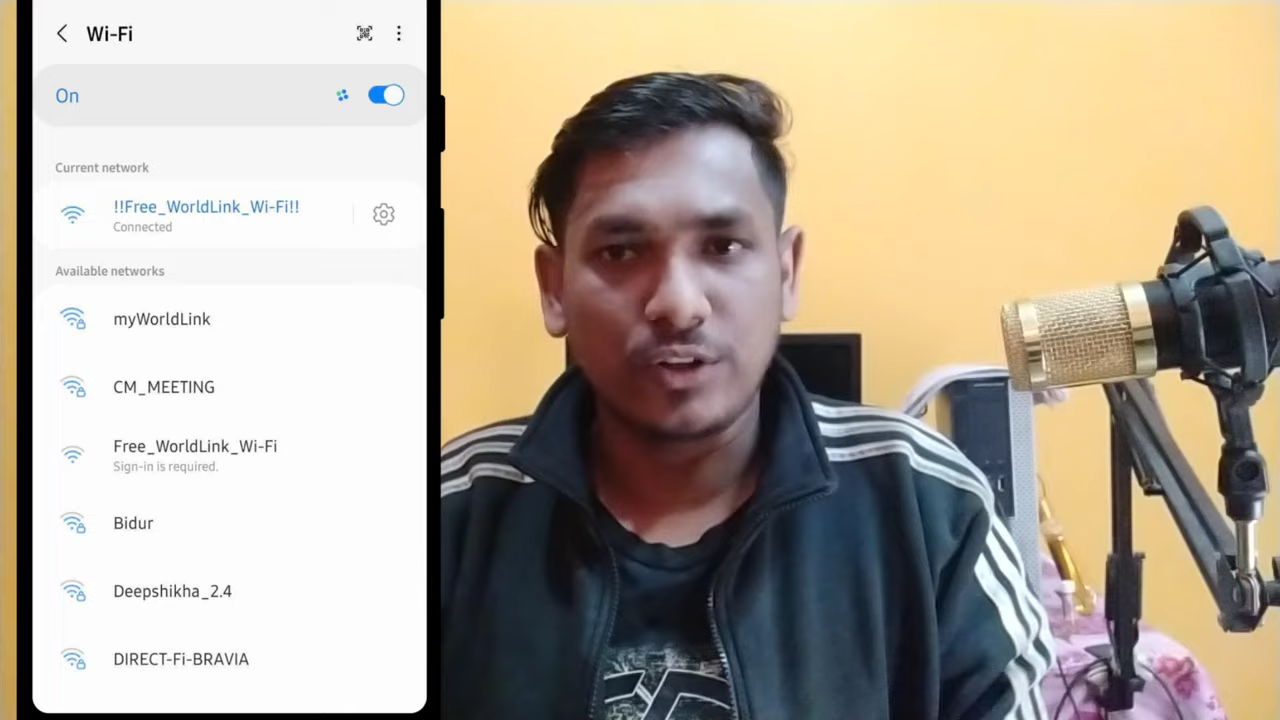 Wi-Fi
On
Current network
!!Free_WorldLink_Wi-Fi!!
Connected
Available networks
myWorldLink
CM_MEETING
Free_WorldLink_Wi-Fi
Sign-in is required.
Bidur
Deepshikha_2.4
DIRECT-Fi-BRAVIA